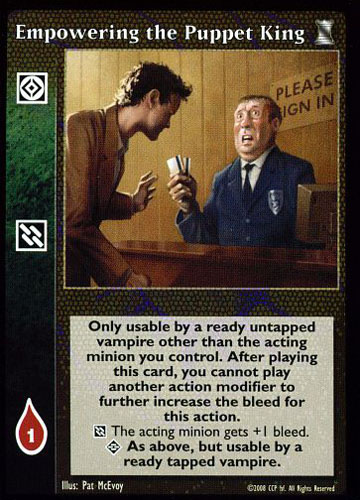 Empowering the Puppet King
PLEASE
SIGN IN
Only usable by a ready untapped
vampire other than the acting
minion you control. After playing
this card, you cannot play
another action modifier to
further increase the bleed for
this action.
The acting minion gets +1 bleed.
As above, but usable by a
ready tapped vampire.
1
Illus: Pat McEvoy
©2008 CCP hf. All Rights Reserved